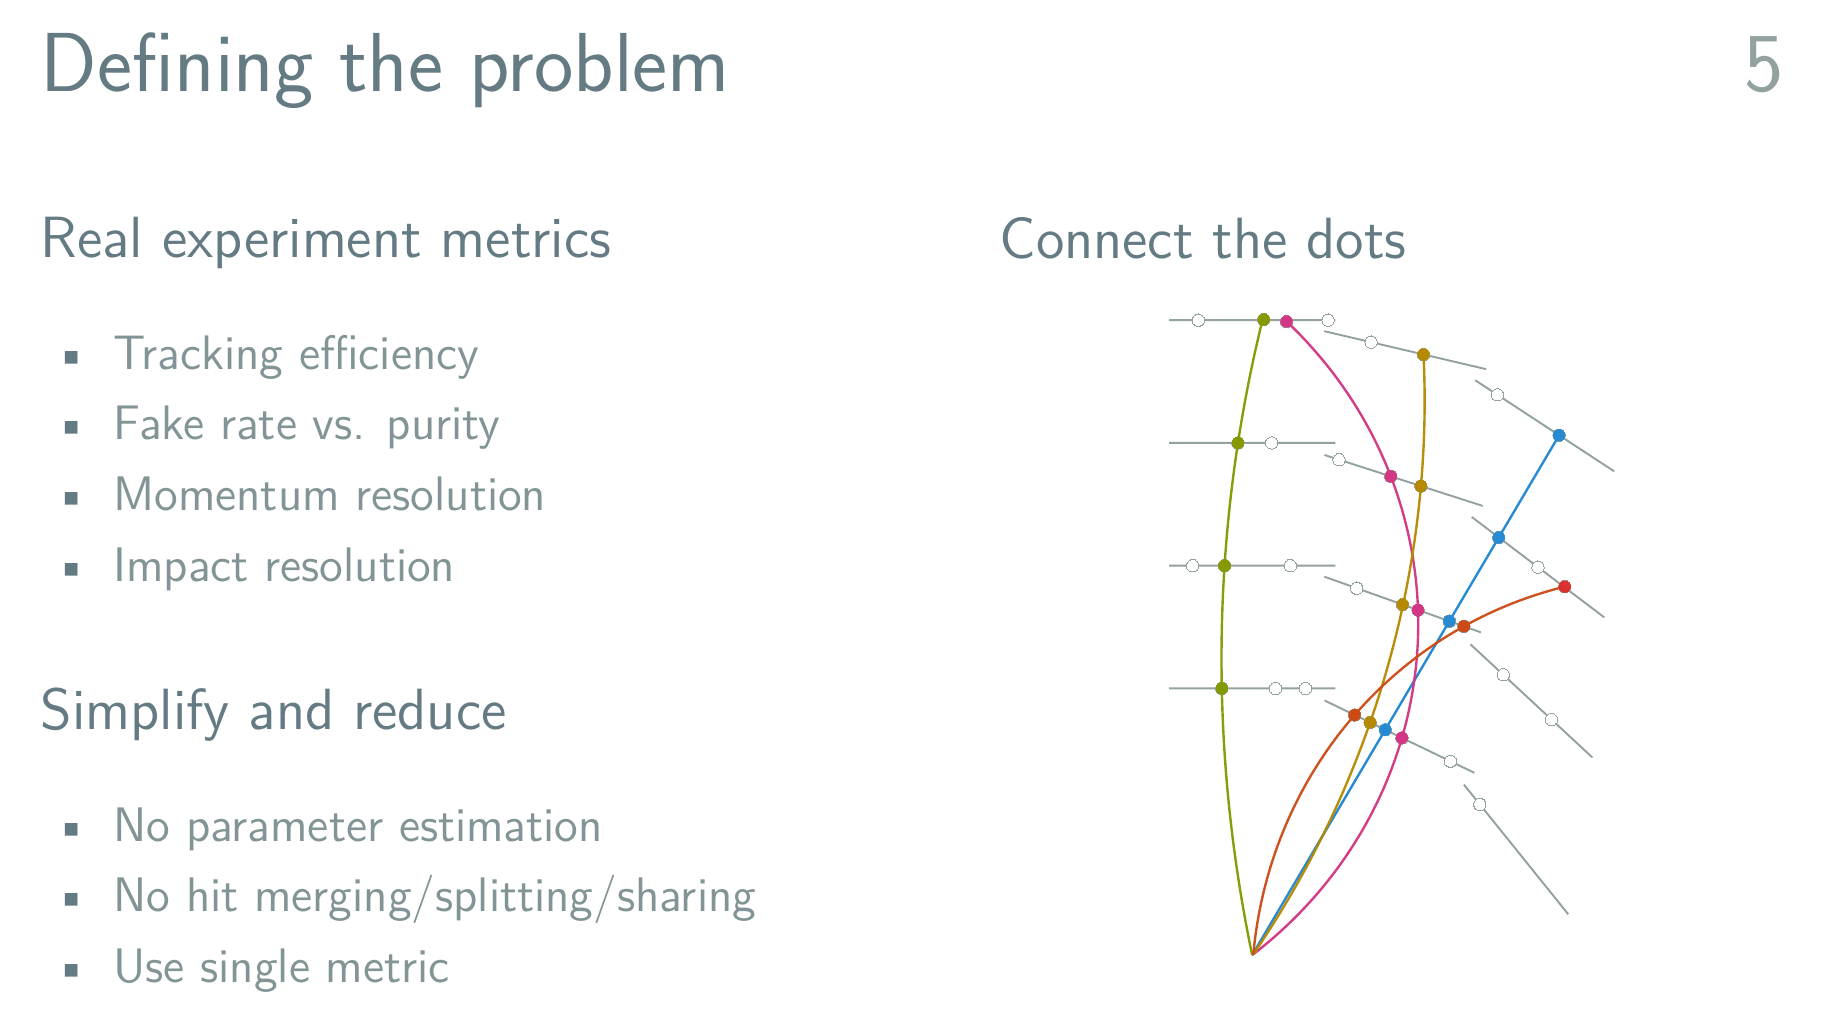 Defining the problem
5
Real experiment metrics
Tracking efficiency
Fake rate vs. purity
Momentum resolution
Impact resolution
Simplify and reduce
No parameter estimation
No hit merging/splitting/sharing
Use single metric
Connect the dots